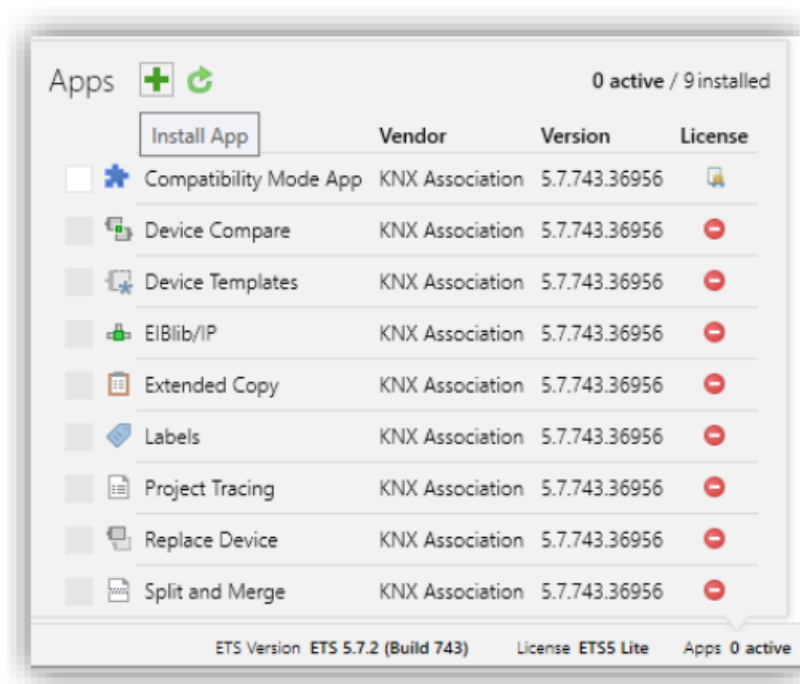 Apps 0 active / 9 installed
Install App Vendor Version License
Compatibility Mode App KNX Association 5.7.743.36956
Device Compare KNX Association 5.7.743.36956
Device Templates KNX Association 5.7.743.36956
EIBlib/IP KNX Association 5.7.743.36956
Extended Copy KNX Association 5.7.743.36956
Labels KNX Association 5.7.743.36956
Project Tracing KNX Association 5.7.743.36956
Replace Device KNX Association 5.7.743.36956
Split and Merge KNX Association 5.7.743.36956
ETS Version ETS 5.7.2 (Build 743) License ETS5 Lite Apps 0 active